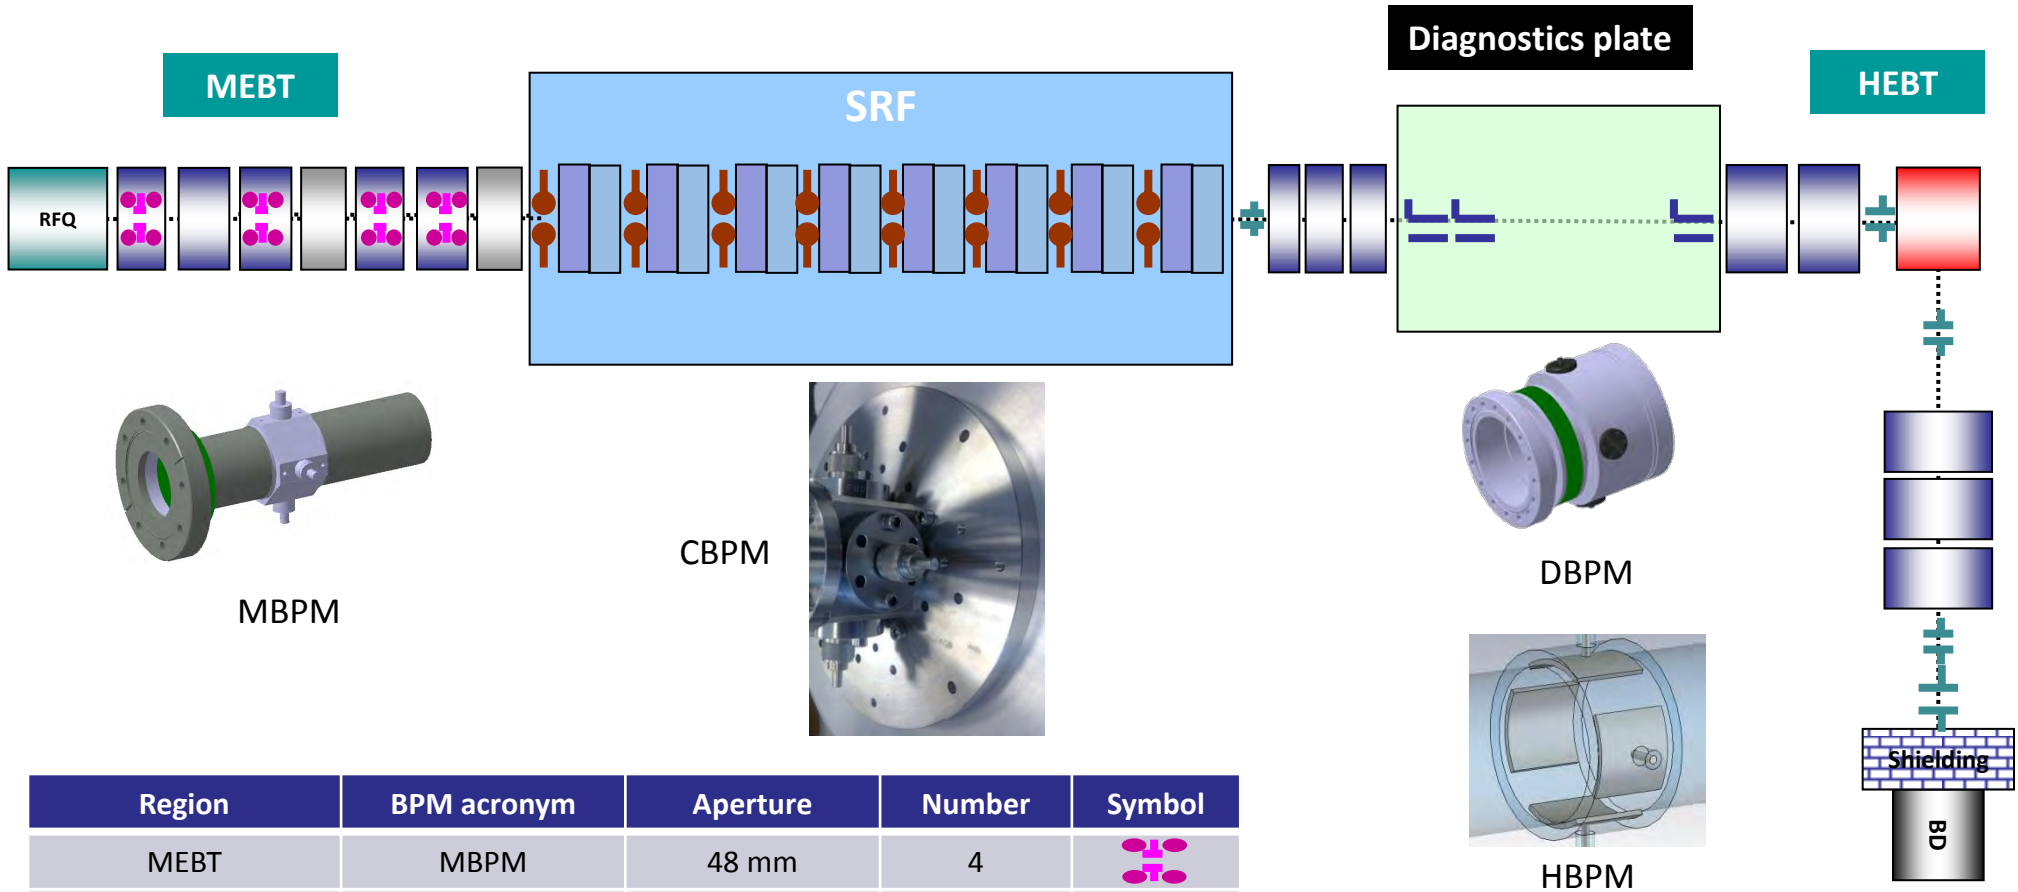 Diagnostics plate
MEBT
SRF
HEBT
RFQ
CBPM
DBPM
MBPM
Shielding
BD
HBPM
Region BPM acronym Aperture Number Symbol
MEBT MBPM 48 mm 4